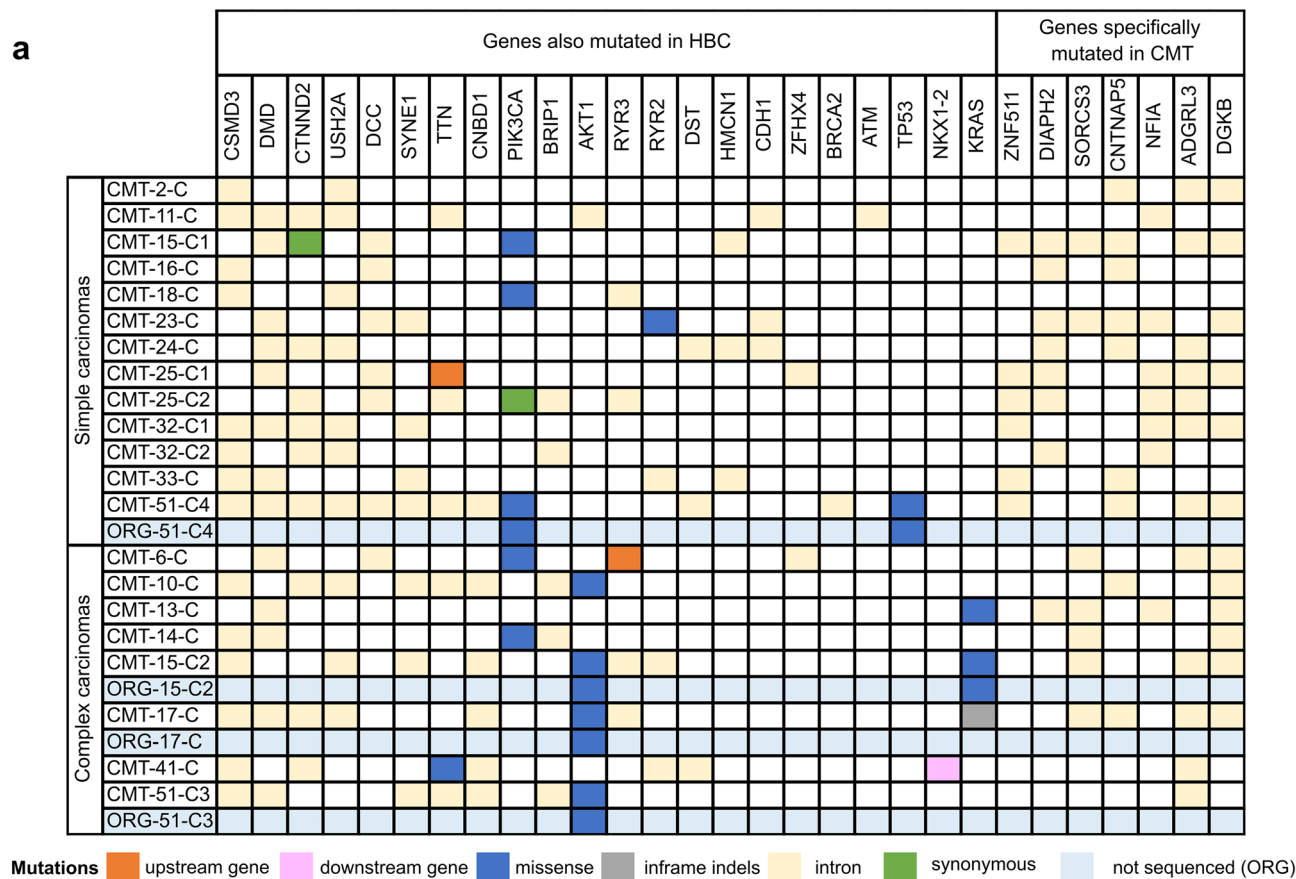 a
Genes also mutated in HBC
Genes specifically
mutated in CMT
CSMD3
DMD
CTNND2
USH2A
DCC
SYNE1
TTN
CNBD1
PIK3CA
BRIP1
AKT1
RYR3
RYR2
DST
HMCN1
CDH1
ZFHX4
BRCA2
ATM
TP53
NKX1-2
KRAS
ZNF511
DIAPH2
SORCS3
CNTNAP5
NFIA
ADGRL3
DGKB
Simple carcinomas
CMT-2-C
CMT-11-C
CMT-15-C1
CMT-16-C
CMT-18-C
CMT-23-C
CMT-24-C
CMT-25-C1
CMT-25-C2
CMT-32-C1
CMT-32-C2
CMT-33-C
CMT-51-C4
ORG-51-C4
Complex carcinomas
CMT-6-C
CMT-10-C
CMT-13-C
CMT-14-C
CMT-15-C2
ORG-15-C2
CMT-17-C
ORG-17-C
CMT-41-C
CMT-51-C3
ORG-51-C3
Mutations upstream gene downstream gene missense inframe indels intron synonymous not sequenced (ORG)